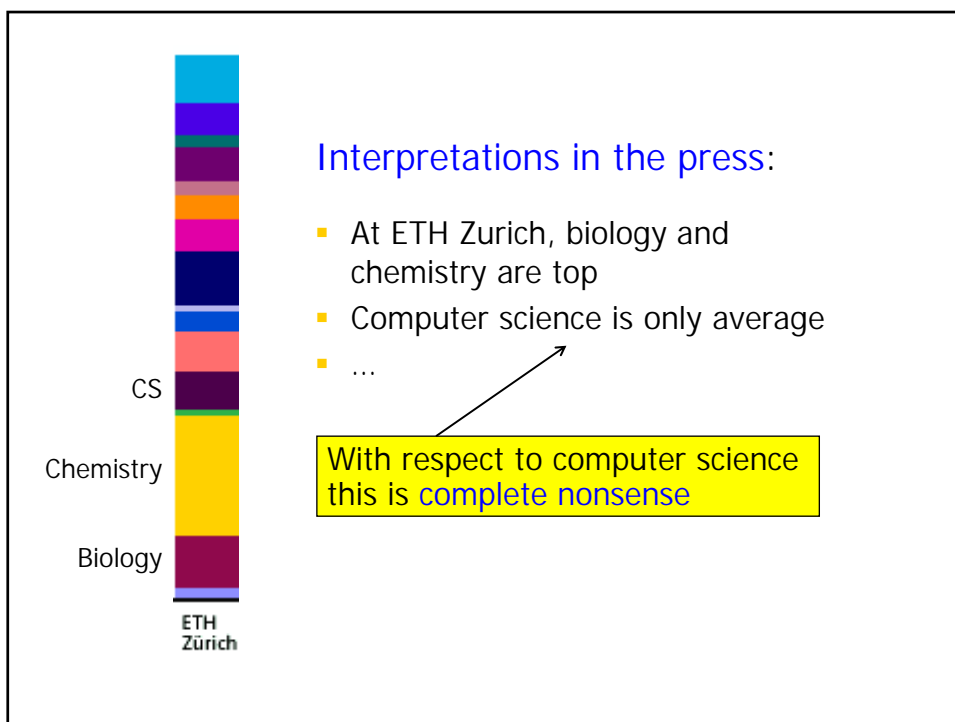 Interpretations in the press:
▪ At ETH Zurich, biology and
chemistry are top
▪ Computer science is only average
▪ ...
CS
With respect to computer science
this is complete nonsense
Chemistry
Biology
ETH
Zürich